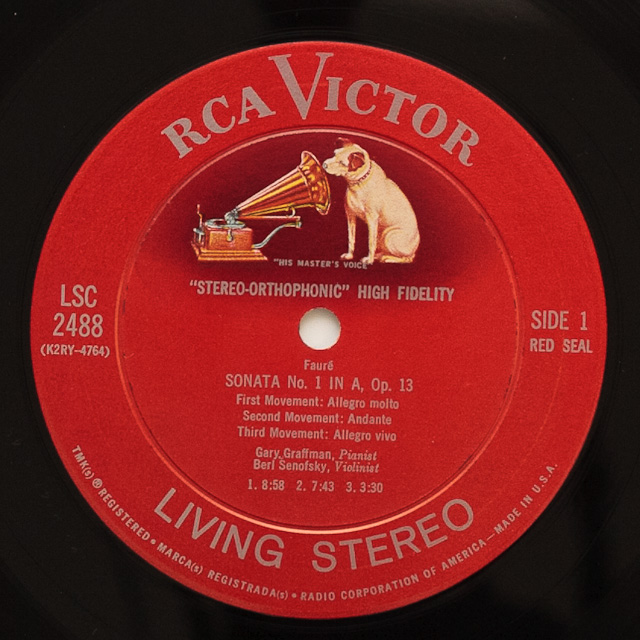 RCA VICTOR
"HIS MASTER'S VOICE"
"STEREO-ORTHOPHONIC" HIGH FIDELITY
LSC
2488
(K2RY-4764)
SIDE 1
RED SEAL
Fauré
SONATA No. 1 IN A, Op. 13
First Movement: Allegro molto
Second Movement: Andante
Third Movement: Allegro vivo
Gary Graffman, Pianist
Berl Senofsky, Violinist
1. 8:58 2. 7:43 3. 3:30
LIVING STEREO
TMK(s) ® REGISTERED • MARCA(s) REGISTRADA(s) • RADIO CORPORATION OF AMERICA—MADE IN U.S.A.